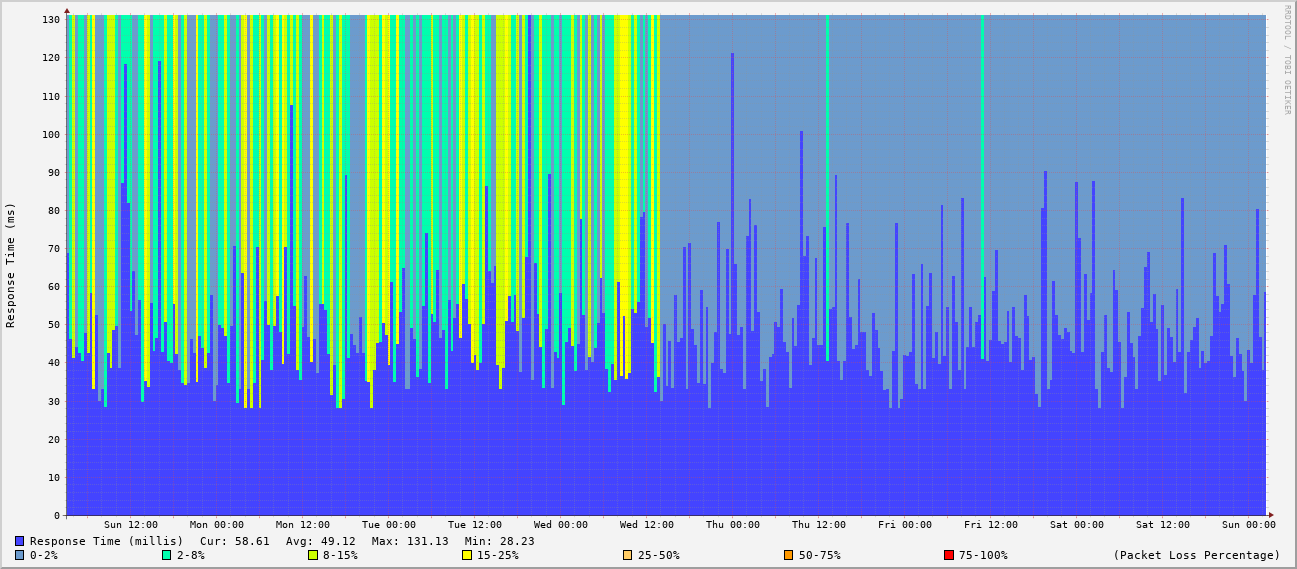 RRDTOOL / TOBI OETIKER
Response Time (ms)
130
120
110
100
90
80
70
60
50
40
30
20
10
0
Sun 12:00 Mon 00:00 Mon 12:00 Tue 00:00 Tue 12:00 Wed 00:00 Wed 12:00 Thu 00:00 Thu 12:00 Fri 00:00 Fri 12:00 Sat 00:00 Sat 12:00 Sun 00:00
Response Time (millis) Cur: 58.61 Avg: 49.12 Max: 131.13 Min: 28.23
0-2% 2-8% 8-15% 15-25% 25-50% 50-75% 75-100% (Packet Loss Percentage)